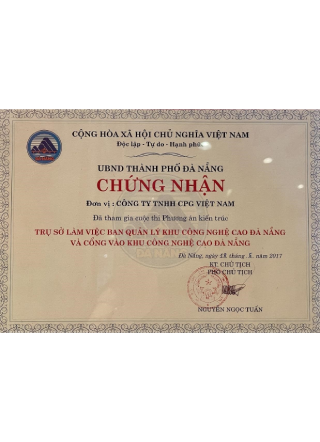 CỘNG HÒA XÃ HỘI CHỦ NGHĨA VIỆT NAM
Độc lập - Tự do - Hạnh phúc
UBND THÀNH PHỐ ĐÀ NẴNG
CHỨNG NHẬN
Đơn vị : CÔNG TY TNHH CPG VIỆT NAM
Đã tham gia cuộc thi Phương án kiến trúc
TRỤ SỞ LÀM VIỆC BAN QUẢN LÝ KHU CÔNG NGHỆ CAO ĐÀ NẴNG
VÀ CỔNG VÀO KHU CÔNG NGHỆ CAO ĐÀ NẴNG
Đà Nẵng, ngày 18 tháng 5 năm 2017
KT. CHỦ TỊCH
PHÓ CHỦ TỊCH
NGUYỄN NGỌC TUẤN